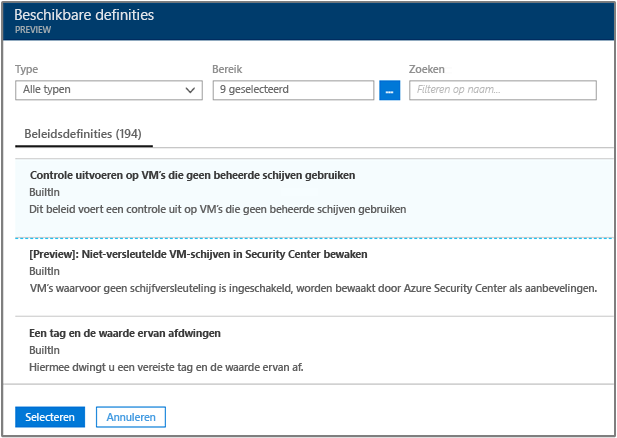 Beschikbare definities
PREVIEW
Type
Bereik
Zoeken
Alle typen
9 geselecteerd
...
Filteren op naam...
Beleidsdefinities (194)
Controle uitvoeren op VM's die geen beheerde schijven gebruiken
BuiltIn
Dit beleid voert een controle uit op VM's die geen beheerde schijven gebruiken
[Preview]: Niet-versleutelde VM-schijven in Security Center bewaken
BuiltIn
VM's waarvoor geen schijfversleuteling is ingeschakeld, worden bewaakt door Azure Security Center als aanbevelingen.
Een tag en de waarde ervan afdwingen
BuiltIn
Hiermee dwingt u een vereiste tag en de waarde ervan af.
Selecteren
Annuleren